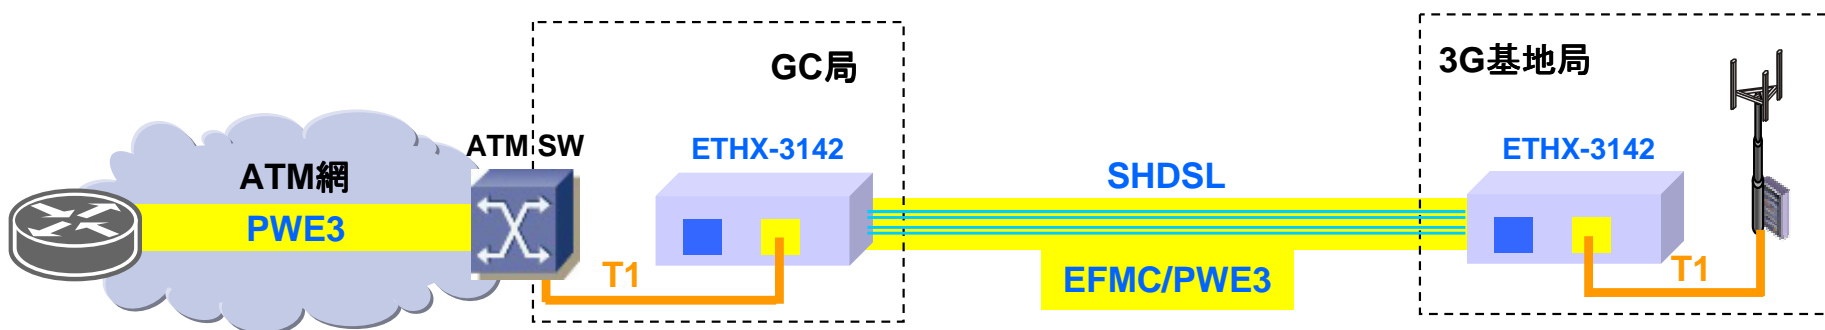 GC局
3G基地局
ATM SW
ETHX-3142
ETHX-3142
ATM網
SHDSL
PWE3
T1
EFMC/PWE3
T1